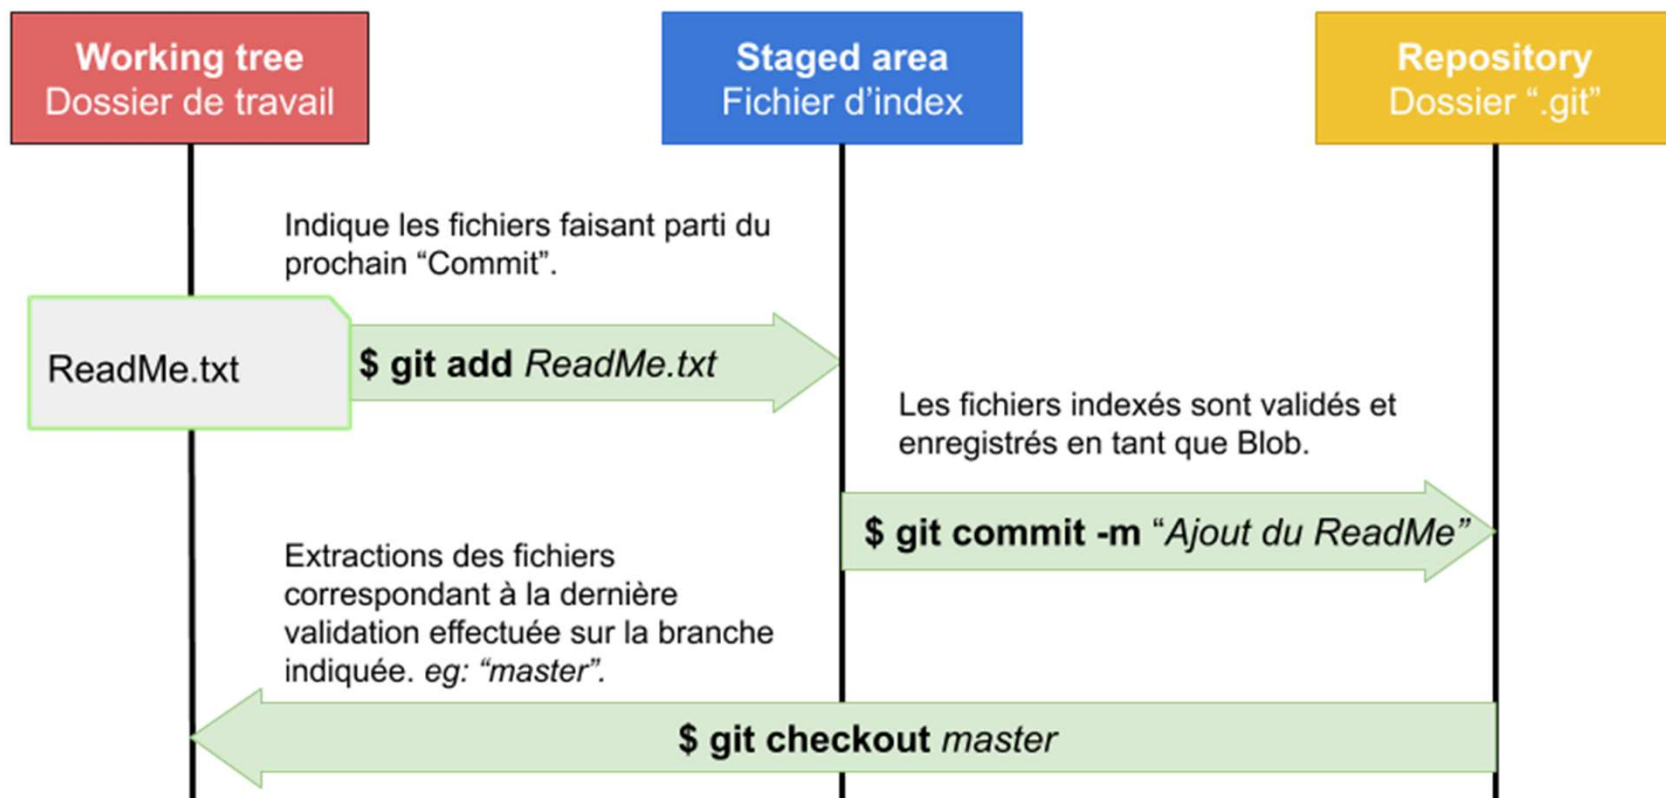 Working tree
Dossier de travail
Staged area
Fichier d’index
Repository
Dossier “.git”
Indique les fichiers faisant parti du
prochain “Commit”.
ReadMe.txt
$ git add ReadMe.txt
Les fichiers indexés sont validés et
enregistrés en tant que Blob.
$ git commit -m “Ajout du ReadMe”
Extractions des fichiers
correspondant à la dernière
validation effectuée sur la branche
indiquée. eg: “master”.
$ git checkout master